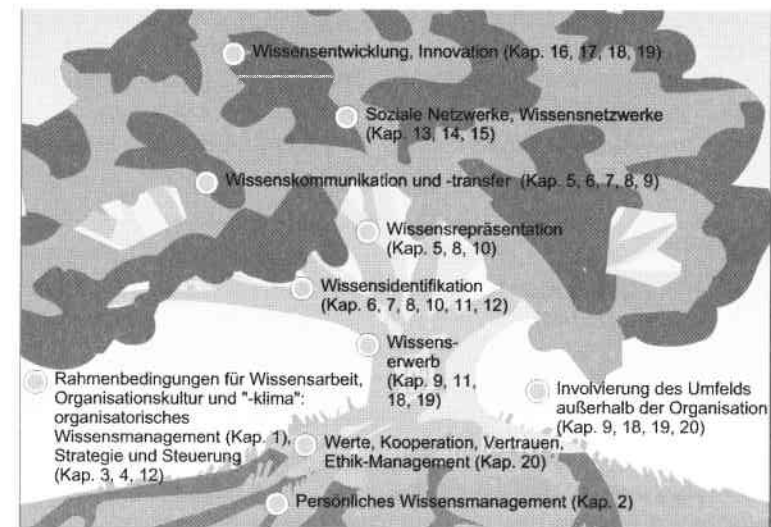 Wissensentwicklung, Innovation (Kap. 16, 17, 18, 19)
Soziale Netzwerke, Wissensnetzwerke
(Kap. 13, 14, 15)
Wissenskommunikation und -transfer (Kap. 5, 6, 7, 8, 9)
Wissensrepräsentation
(Kap. 5, 8, 10)
Wissensidentifikation
(Kap. 6, 7, 8, 10, 11, 12)
Wissens-
erwerb
(Kap. 9, 11,
18, 19)
Rahmenbedingungen für Wissensarbeit,
Organisationskultur und "-klima":
organisatorisches
Wissensmanagement (Kap. 1),
Strategie und Steuerung
(Kap. 3, 4, 12)
Involvierung des Umfelds
außerhalb der Organisation
(Kap. 9, 18, 19, 20)
Werte, Kooperation, Vertrauen,
Ethik-Management (Kap. 20)
Persönliches Wissensmanagement (Kap. 2)